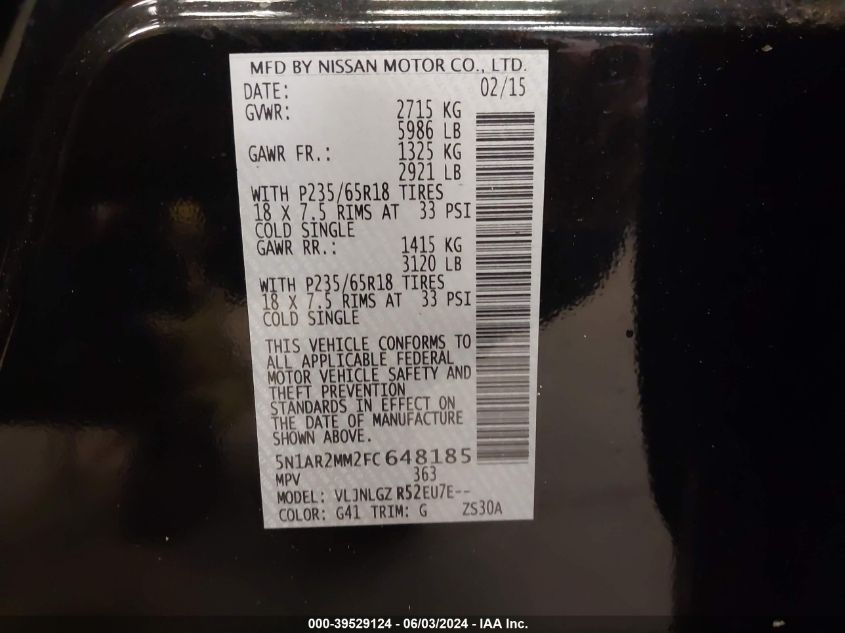 MFD BY NISSAN MOTOR CO., LTD.
DATE: 02/15
GVWR: 2715 KG
5986 LB
GAWR FR.: 1325 KG
2921 LB
WITH P235/65R18 TIRES
18 X 7.5 RIMS AT 33 PSI
COLD SINGLE
GAWR RR.: 1415 KG
3120 LB
WITH P235/65R18 TIRES
18 X 7.5 RIMS AT 33 PSI
COLD SINGLE
THIS VEHICLE CONFORMS TO
ALL APPLICABLE FEDERAL
MOTOR VEHICLE SAFETY AND
THEFT PREVENTION
STANDARDS IN EFFECT ON
THE DATE OF MANUFACTURE
SHOWN ABOVE.
5N1AR2MM2FC648185
MPV 363
MODEL: VLJNLGZ R52EU7E--
COLOR: G41 TRIM: G ZS30A
000-39529124 - 06/03/2024 - IAA Inc.